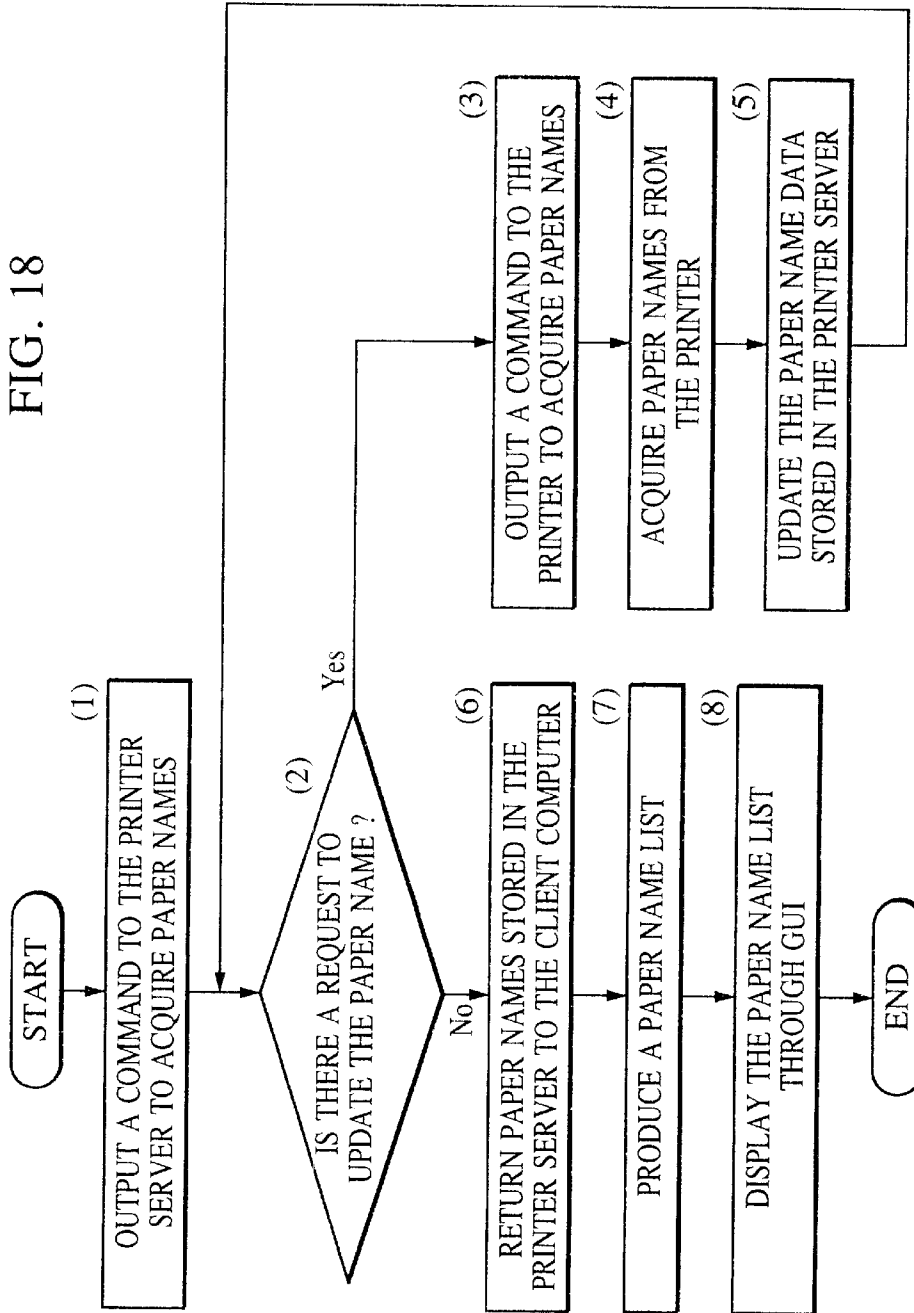 FIG. 18
START
(1)
OUTPUT A COMMAND TO THE PRINTER
SERVER TO ACQUIRE PAPER NAMES
(2)
IS THERE A REQUEST TO
UPDATE THE PAPER NAME ?
Yes
No
(3)
OUTPUT A COMMAND TO THE
PRINTER TO ACQUIRE PAPER NAMES
(4)
ACQUIRE PAPER NAMES FROM
THE PRINTER
(5)
UPDATE THE PAPER NAME DATA
STORED IN THE PRINTER SERVER
(6)
RETURN PAPER NAMES STORED IN THE
PRINTER SERVER TO THE CLIENT COMPUTER
(7)
PRODUCE A PAPER NAME LIST
(8)
DISPLAY THE PAPER NAME LIST
THROUGH GUI
END